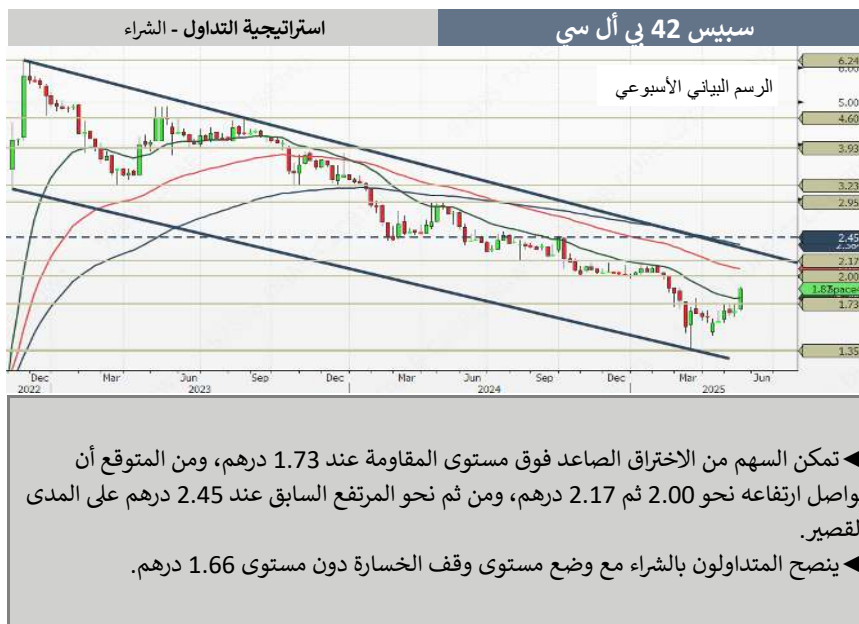 سبيس 42 بي أل سي
استراتيجية التداول - الشراء
الرسم البياني الأسبوعي
6.24
6.00
5.00
4.60
3.93
3.23
2.95
2.45
2.17
2.00
1.73
1.35
Dec Mar Jun Sep Dec Mar Jun Sep Dec Mar Jun
2022 2023 2024 2025
◄تمكن السهم من الاختراق الصاعد فوق مستوى المقاومة عند 1.73 درهم، ومن المتوقع أن
يواصل ارتفاعه نحو 2.00 ثم 2.17 درهم، ومن ثم نحو المرتفع السابق عند 2.45 درهم على المدى
القصير.
◄ينصح المتداولون بالشراء مع وضع مستوى وقف الخسارة دون مستوى 1.66 درهم.